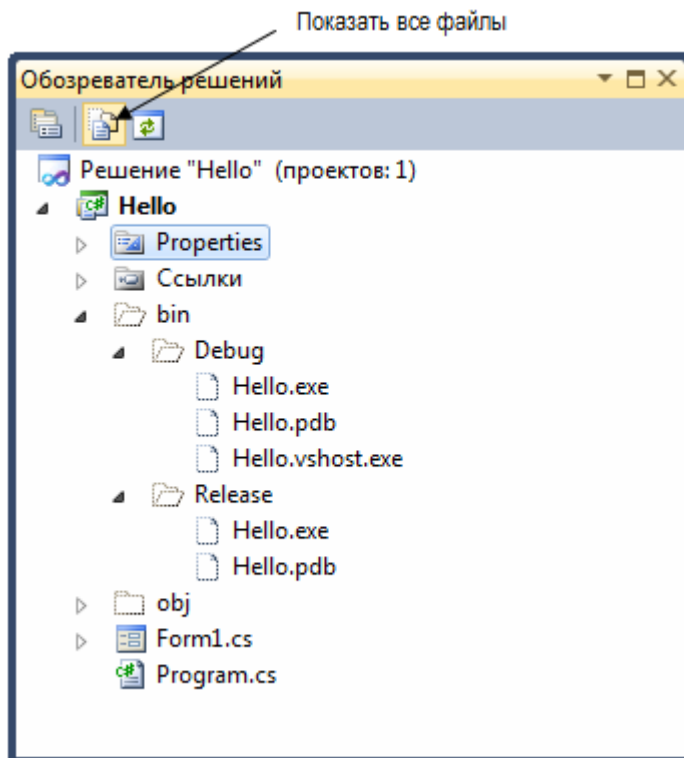 Показать все файлы
Обозреватель решений
Решение "Hello" (проектов: 1)
Hello
Properties
Ссылки
bin
Debug
Hello.exe
Hello.pdb
Hello.vshost.exe
Release
Hello.exe
Hello.pdb
obj
Form1.cs
Program.cs